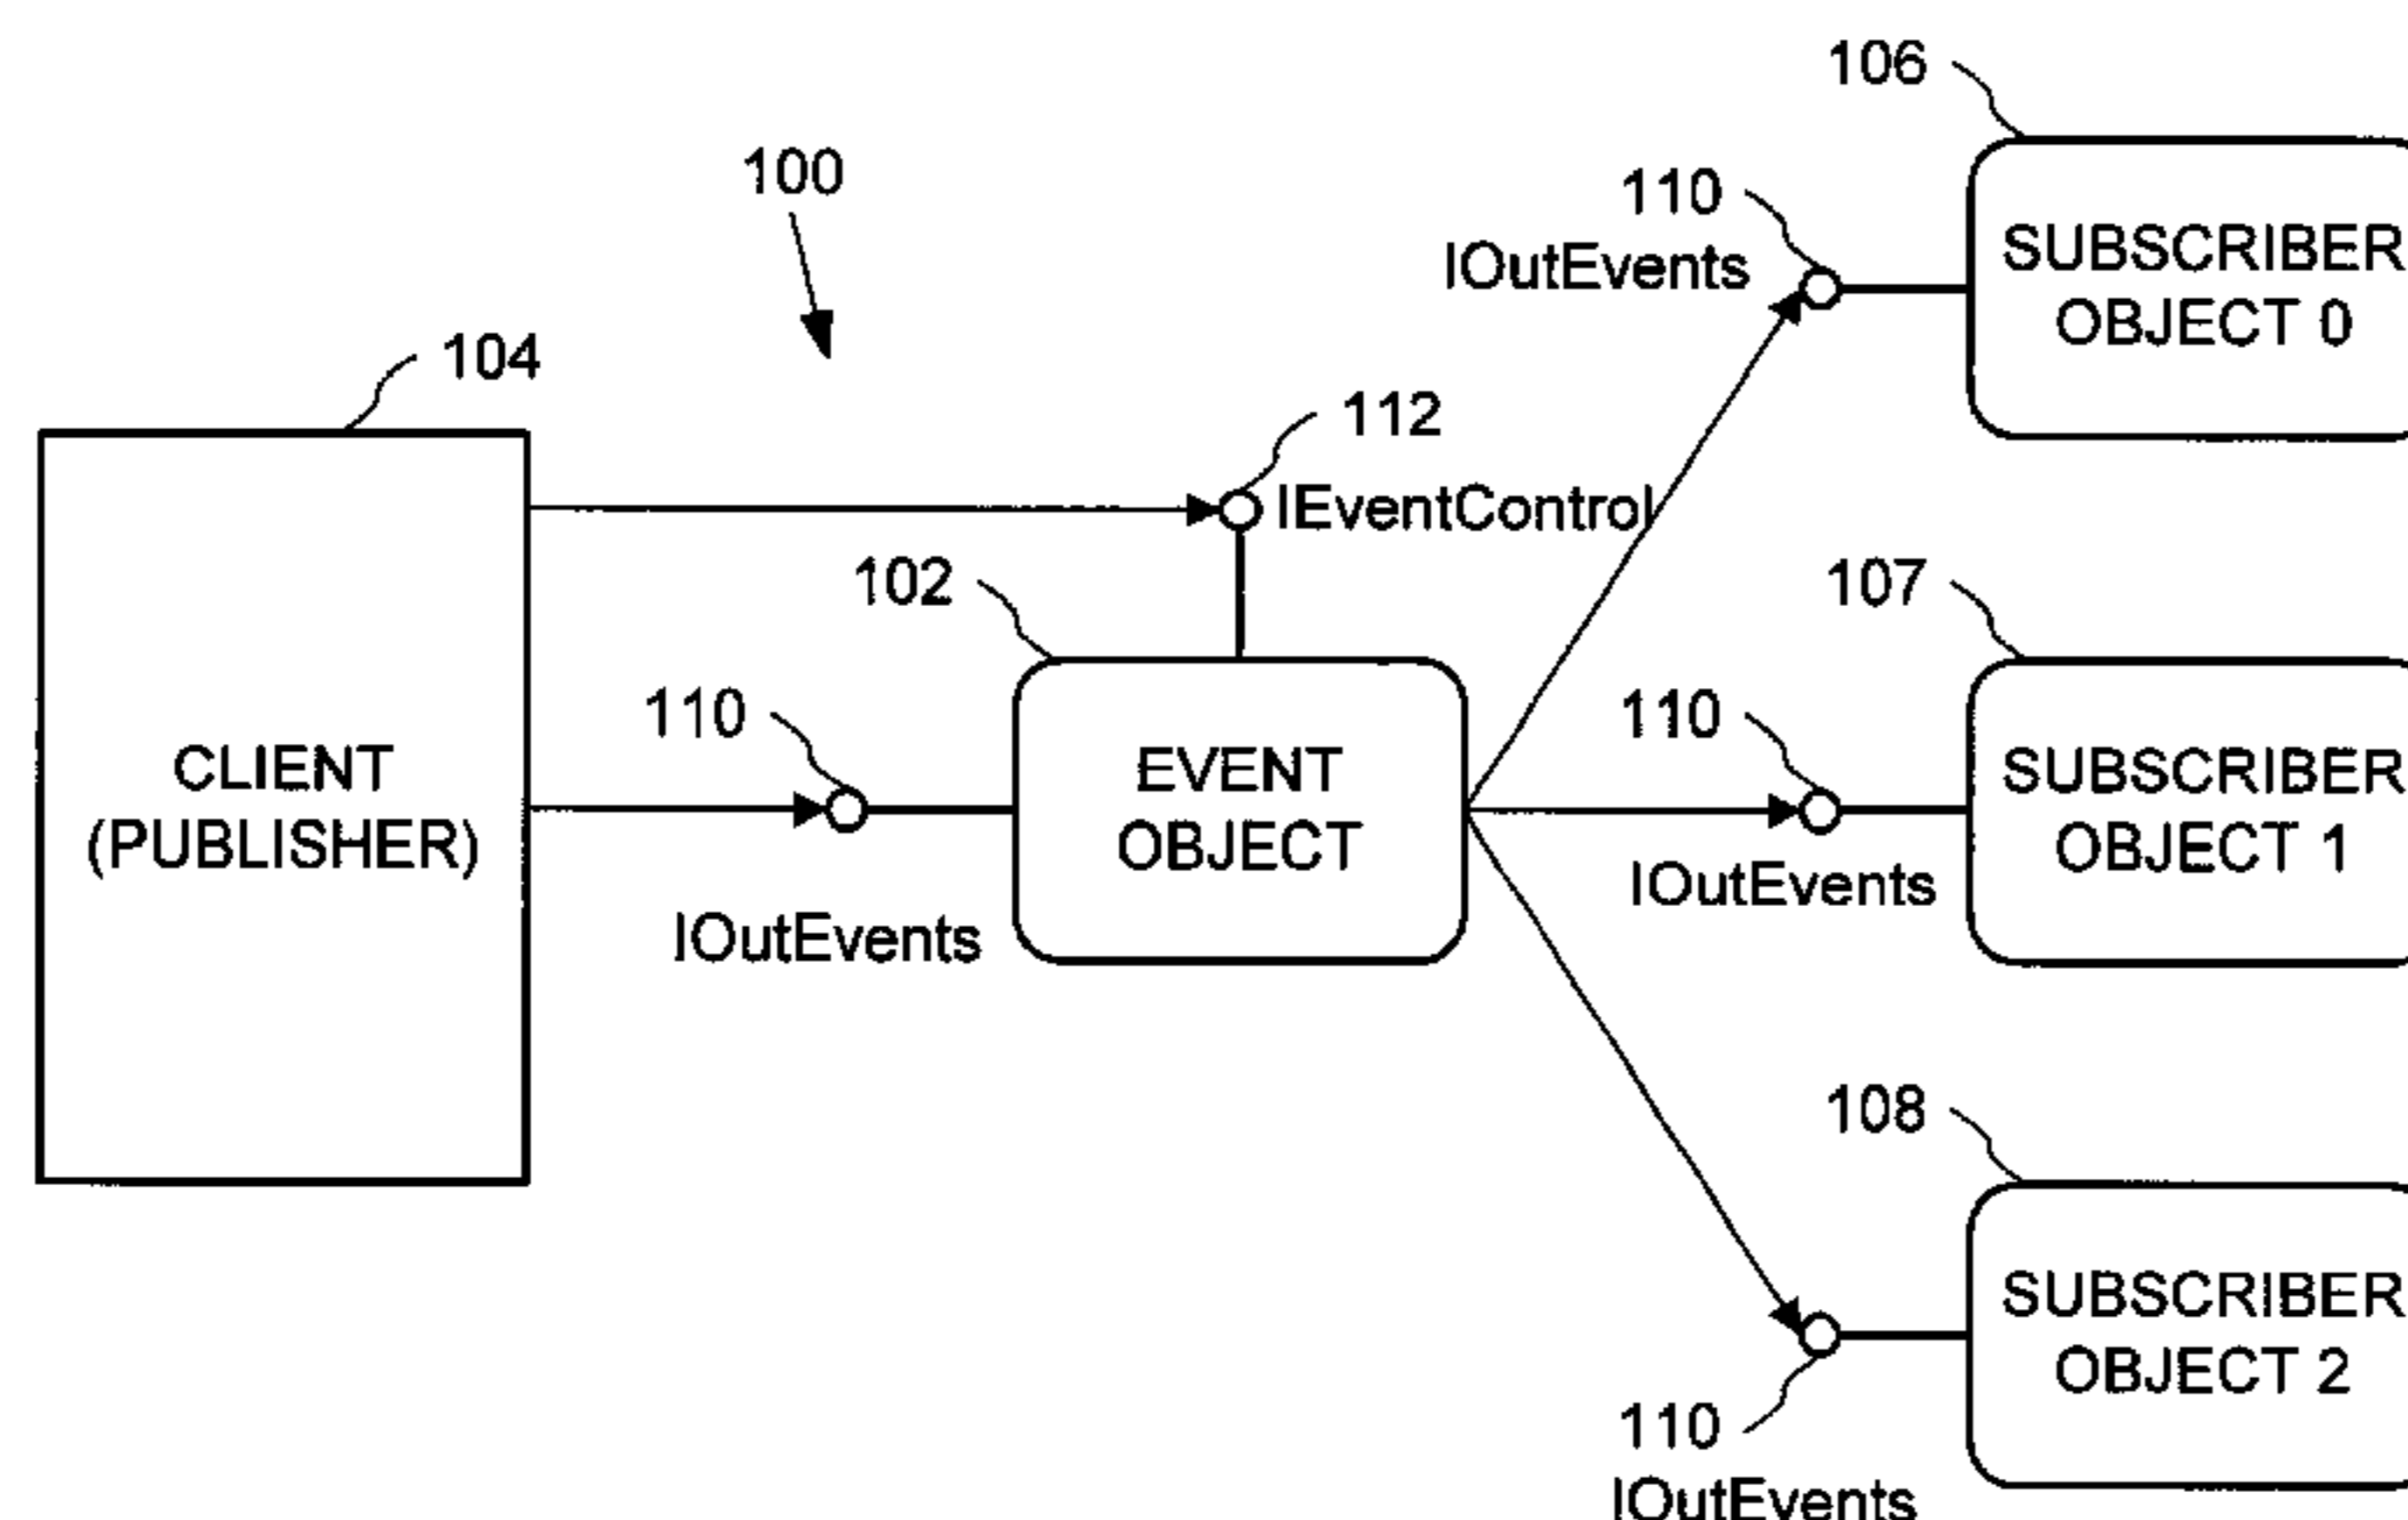 106
100
110
IOutEvents
SUBSCRIBER
OBJECT 0
104
112
IEventControl
102
107
110
110
CLIENT
(PUBLISHER)
EVENT
OBJECT
SUBSCRIBER
OBJECT 1
IOutEvents
IOutEvents
108
SUBSCRIBER
OBJECT 2
110
IOutEvents